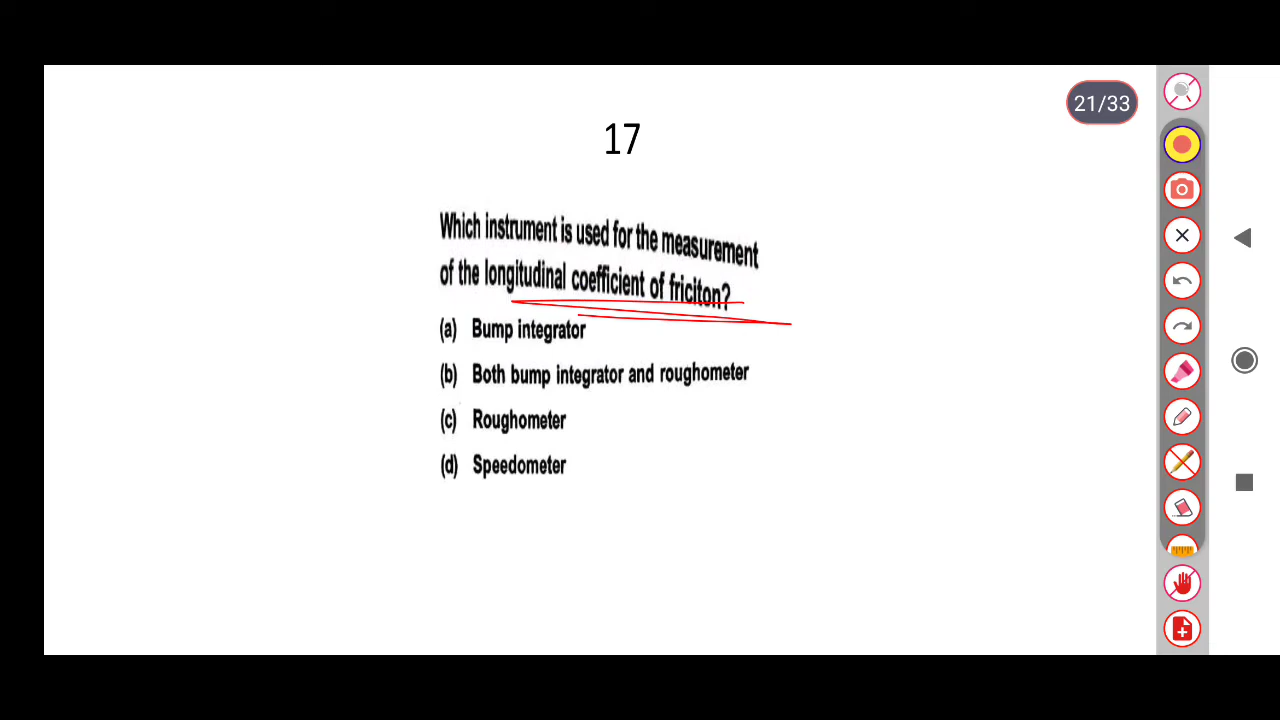 21/33
17
Which instrument is used for the measurement
of the longitudinal coefficient of friciton?
(a) Bump integrator
(b) Both bump integrator and roughometer
(c) Roughometer
(d) Speedometer